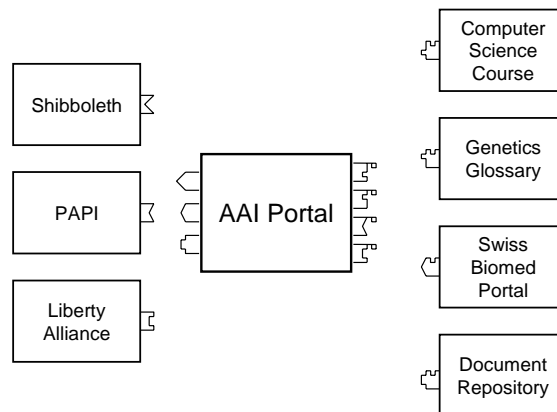 Shibboleth
PAPI
Liberty
Alliance
AAI Portal
Computer
Science
Course
Genetics
Glossary
Swiss
Biomed
Portal
Document
Repository